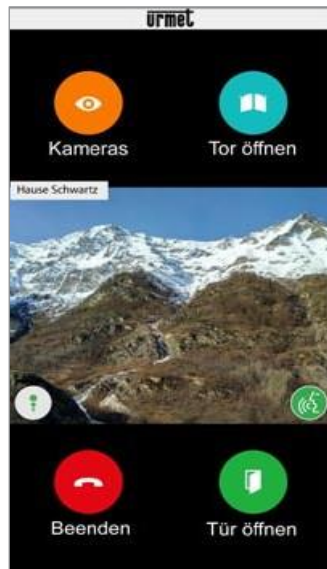 urmet
Kameras
Tor öffnen
Hause Schwartz
Beenden
Tür öffnen